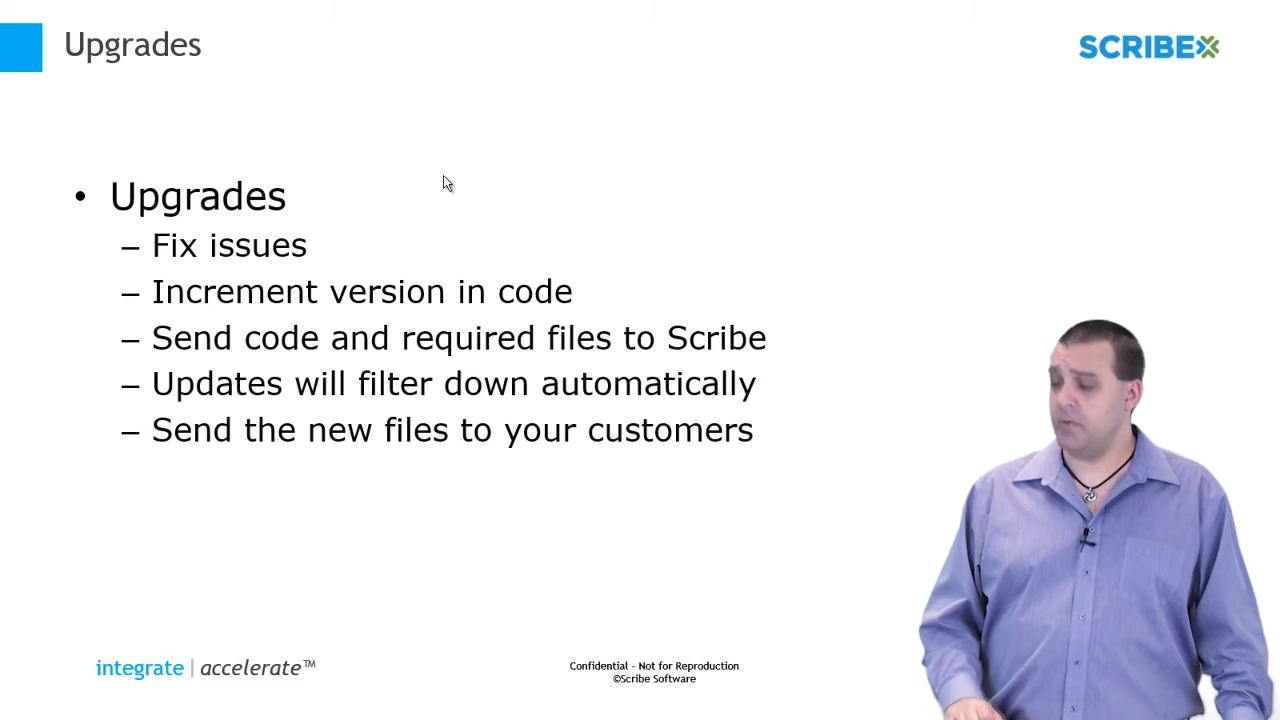 Upgrades
SCRIBE
• Upgrades
– Fix issues
– Increment version in code
– Send code and required files to Scribe
– Updates will filter down automatically
– Send the new files to your customers
integrate | accelerate™
Confidential - Not for Reproduction
©Scribe Software